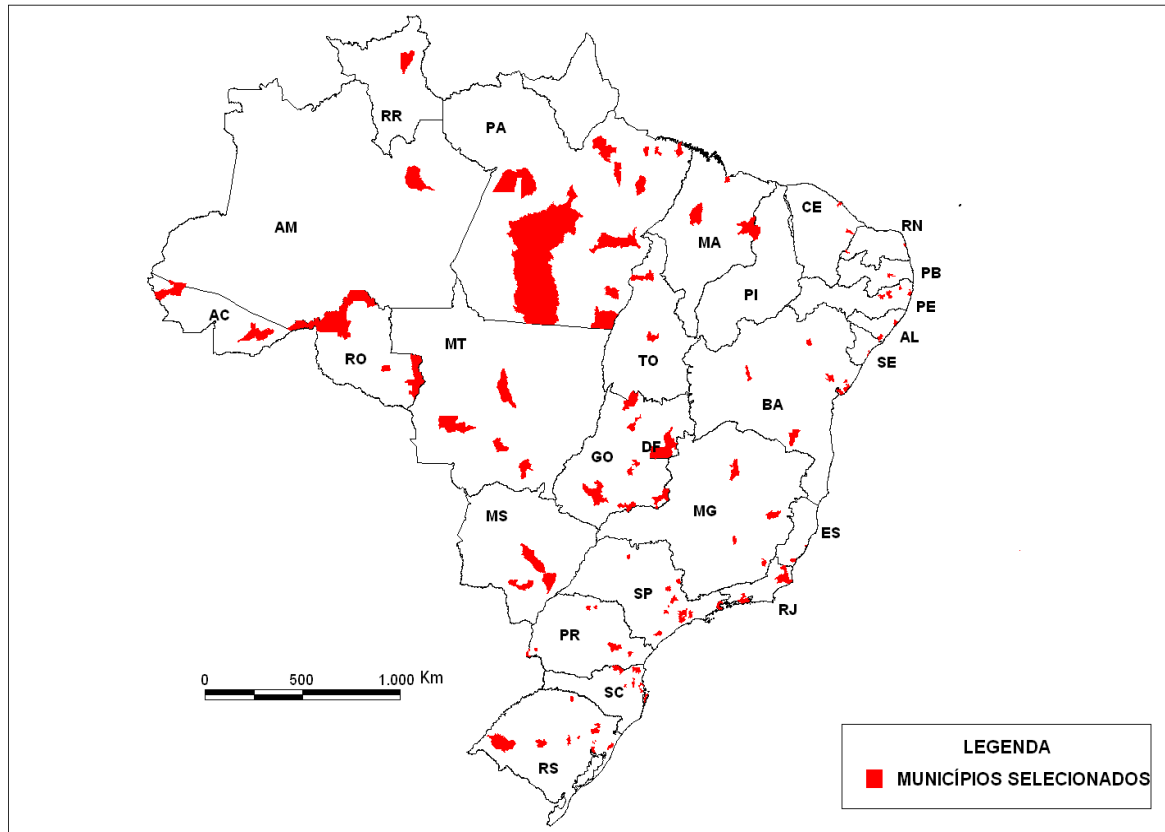 RR
PA
AM
CE
RN
MA
PB
PI
PE
AC
AL
MT
TO
SE
RO
BA
DF
GO
MS
MG
ES
SP
RJ
PR
0 500 1.000 Km
SC
RS
LEGENDA
MUNICÍPIOS SELECIONADOS